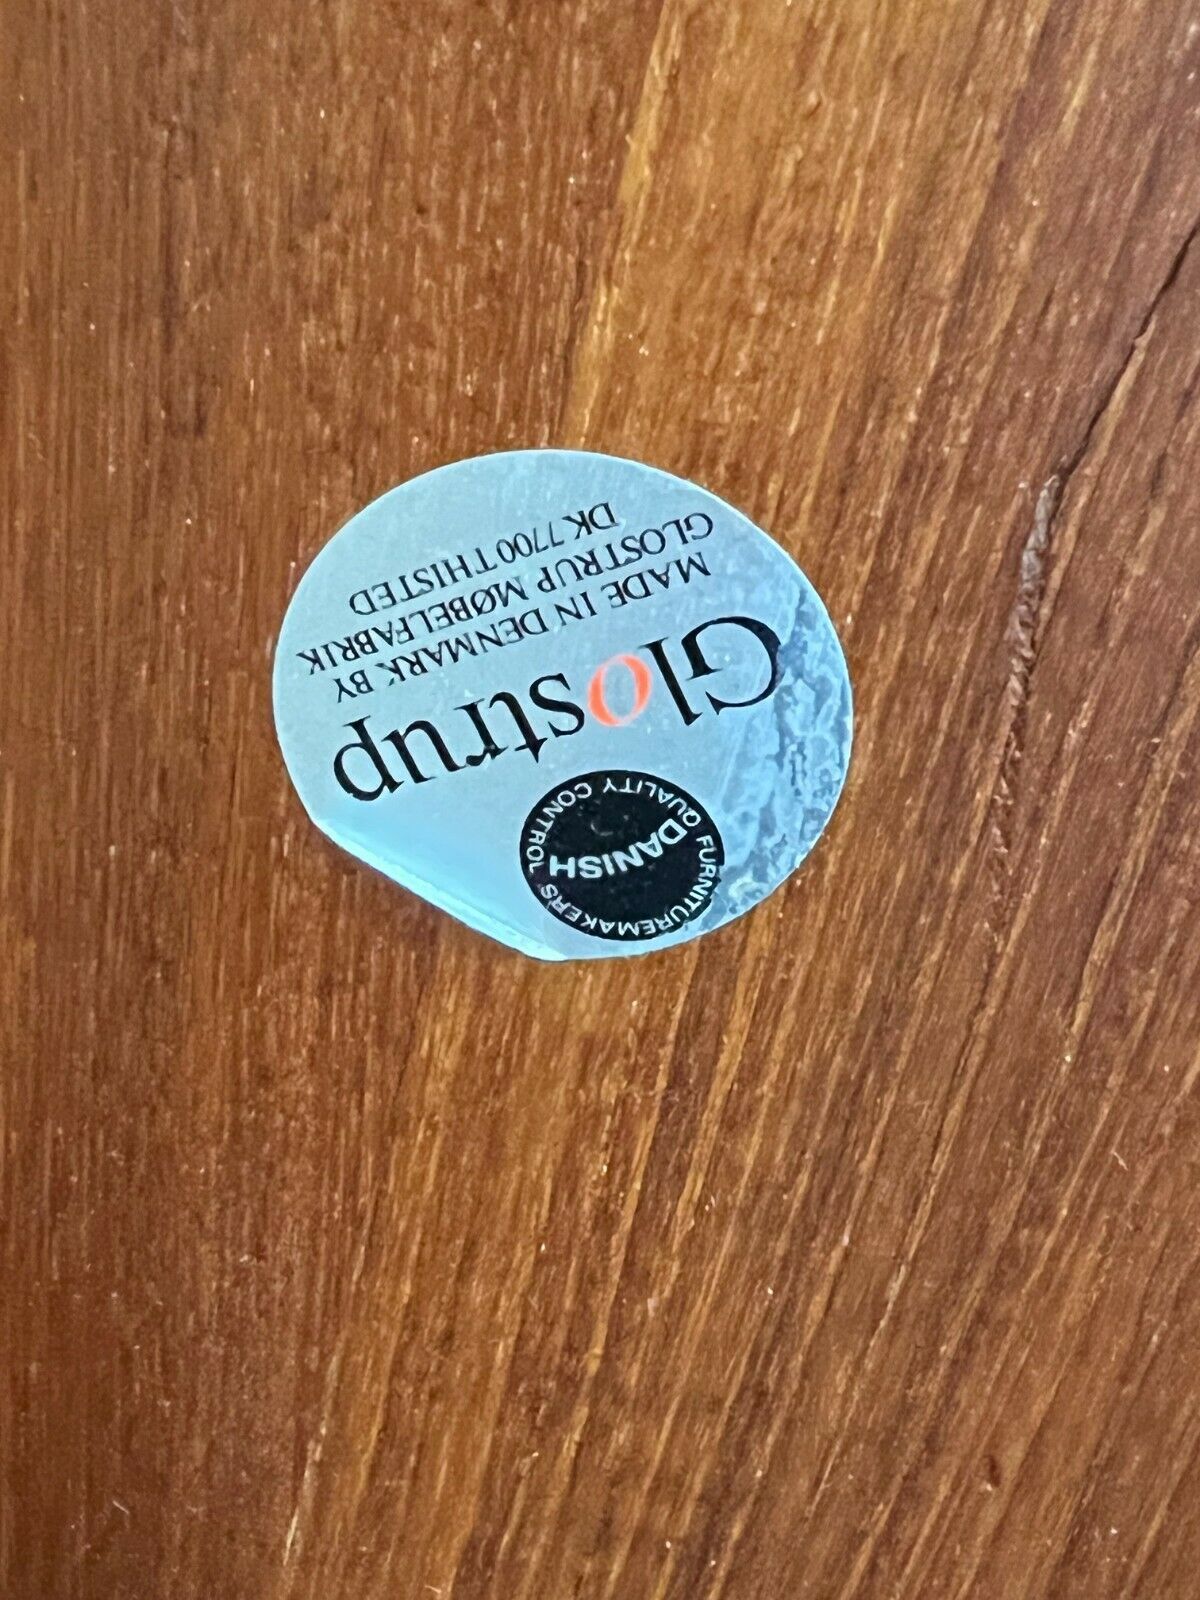 DANISH
FURNITUREMAKERS QUALITY CONTROL
Glostrup
MADE IN DENMARK BY
GLOSTRUP MØBELFABRIK
DK 7700 THISTED